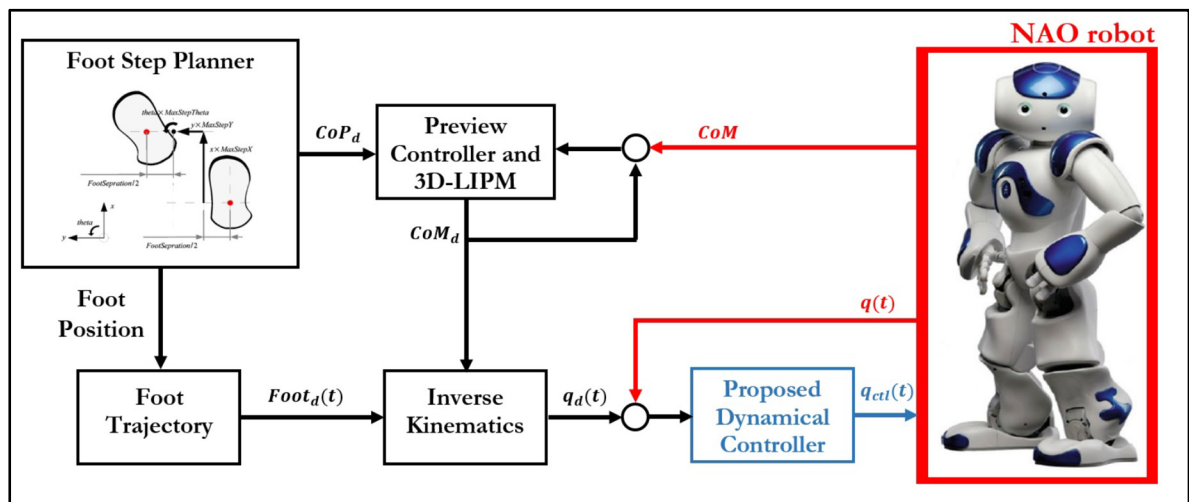 NAO robot
Foot Step Planner
theta×MaxStepTheta
y×MaxStepY
x×MaxStepX
FootSepration/2
theta
x
y
FootSepration/2
CoP_d
Preview
Controller and
3D-LIPM
CoM
CoM_d
Foot
Position
q(t)
Foot
Trajectory
Foot_d(t)
Inverse
Kinematics
q_d(t)
Proposed
Dynamical
Controller
q_ctl(t)